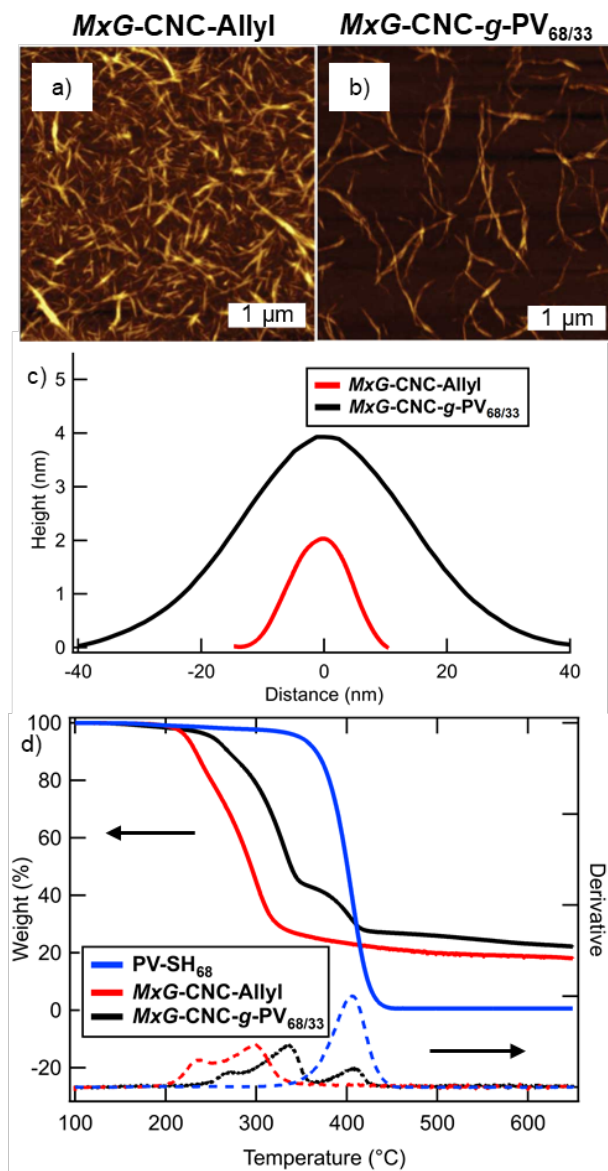 MxG-CNC-Allyl MxG-CNC-g-PV68/33
a) b)
1 μm 1 μm
c)
5
4
3
2
1
0
Height (nm)
MxG-CNC-Allyl
MxG-CNC-g-PV68/33
-40 -20 0 20 40
Distance (nm)
d)
100
80
60
40
20
0
-20
Weight (%)
Derivative
PV-SH68
MxG-CNC-Allyl
MxG-CNC-g-PV68/33
100 200 300 400 500 600
Temperature (°C)